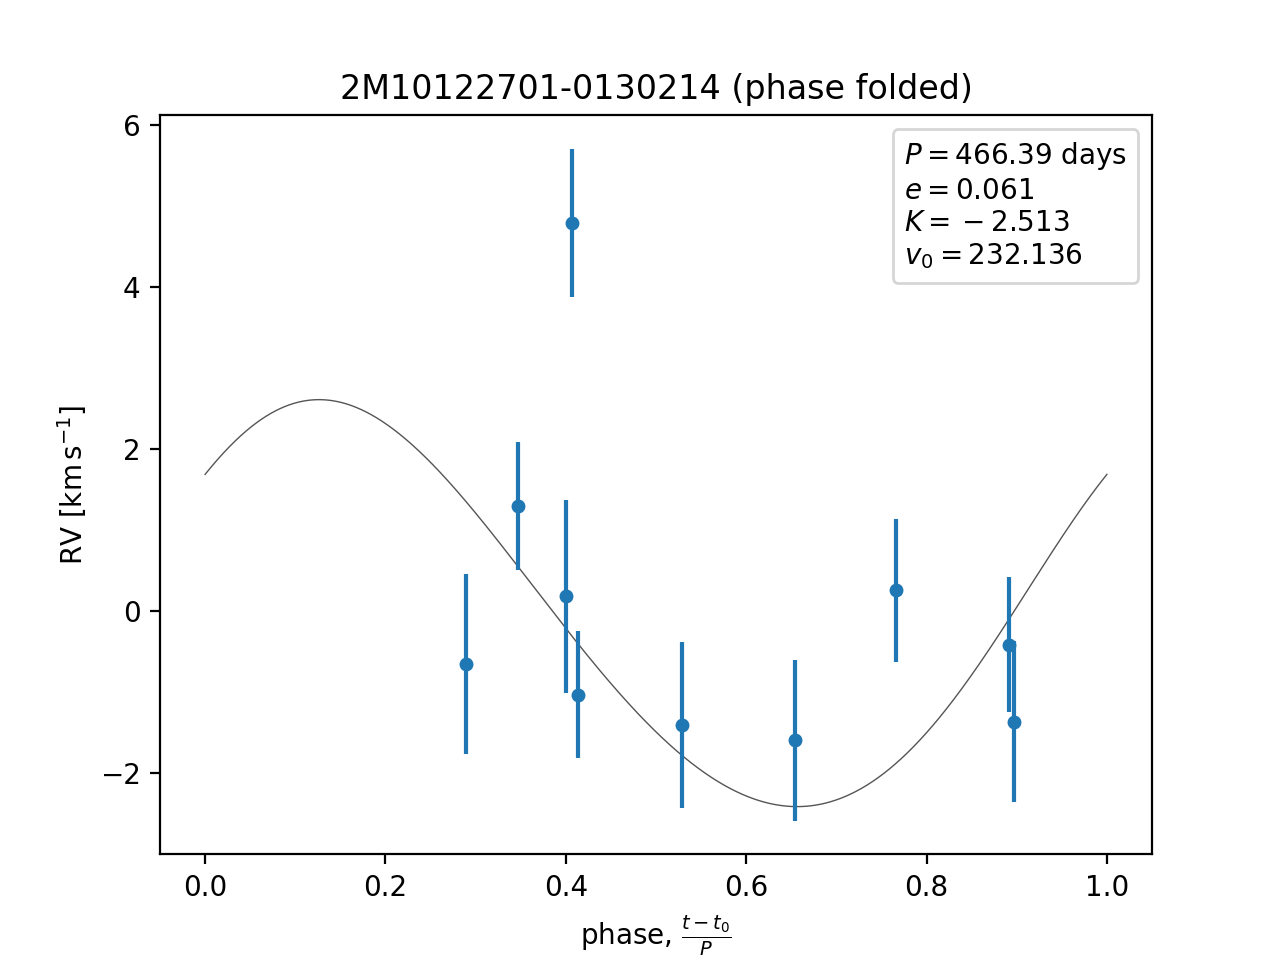 2M10122701-0130214 (phase folded)
P = 466.39 days
e = 0.061
K = −2.513
v₀ = 232.136
6
4
2
0
−2
RV [km s⁻¹]
0.0 0.2 0.4 0.6 0.8 1.0
phase, (t − t₀)/P